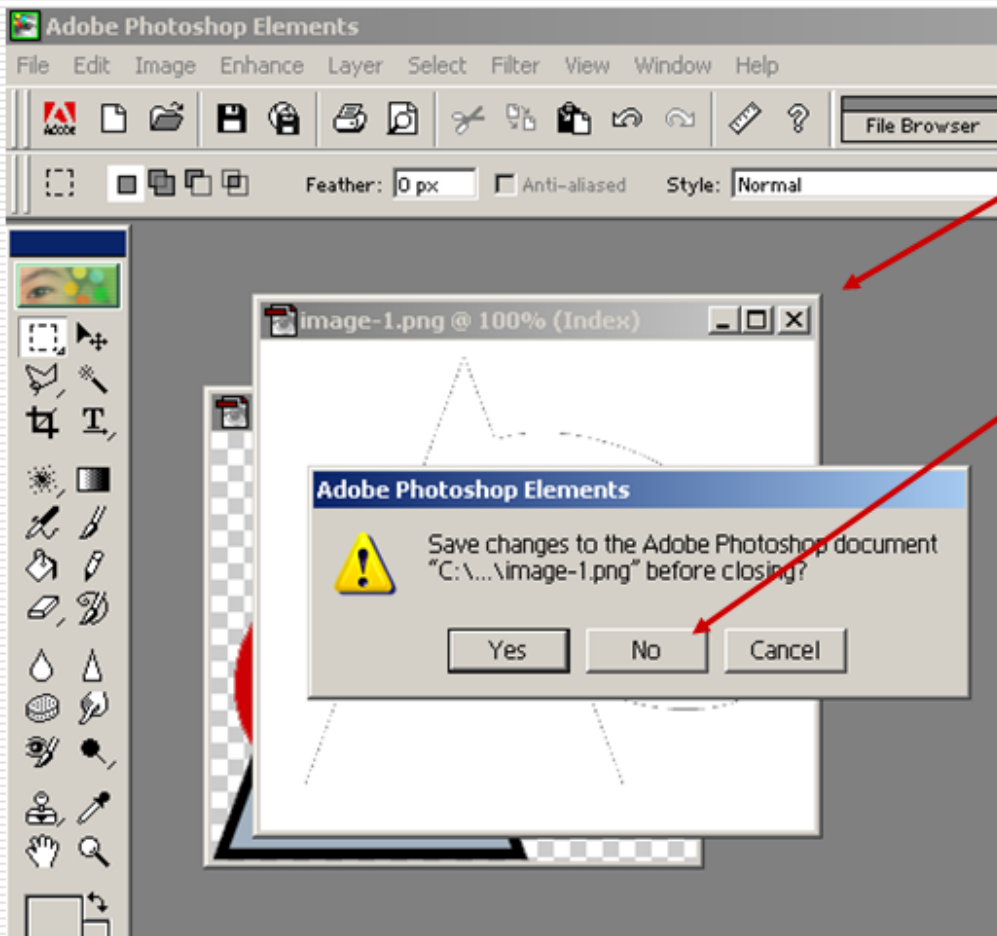 Adobe Photoshop Elements
File Edit Image Enhance Layer Select Filter View Window Help
Adobe
File Browser
Feather: 0 px Anti-aliased Style: Normal
image-1.png @ 100% (Index)
T
Adobe Photoshop Elements
Save changes to the Adobe Photoshop document
"C:\...\image-1.png" before closing?
Yes No Cancel